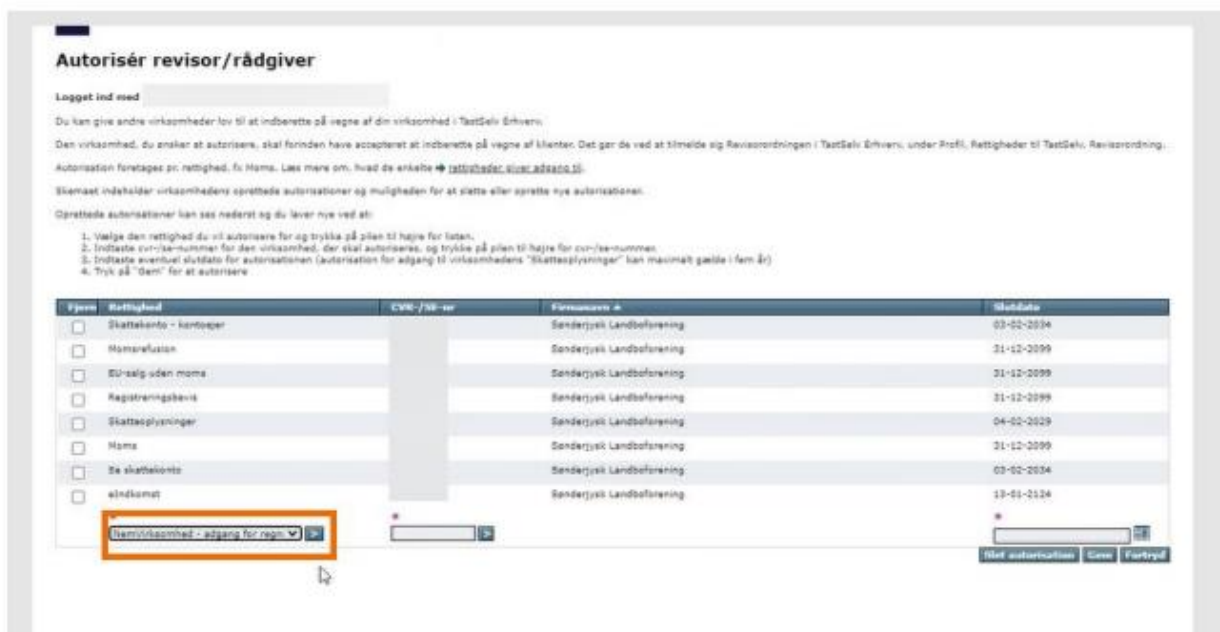 Autorisér revisor/rådgiver
Logget ind med
Du kan give andre virksomheder lov til at indberette på vegne af din virksomhed i TastSelv Erhverv.
Den virksomhed, du ønsker at autorisere, skal forinden have accepteret at indberette på vegne af klienter. Det gør de ved at tilmelde sig Revisorordningen i TastSelv Erhverv, under Profil, Rettigheder til TastSelv, Revisorordning.
Autorisation foretages pr. rettighed, fx Moms. Læs mere om, hvad de enkelte rettigheder giver adgang til.
Skemaet indeholder virksomhedens oprettede autorisationer og muligheden for at slette eller oprette nye autorisationer.
Oprettede autorisationer kan ses nederst og du laver nye ved at:
1. Vælge den rettighed du vil autorisere for og trykke på pilen til højre for listen.
2. Indtaste cvr-/se-nummer for den virksomhed, der skal autoriseres, og trykke på pilen til højre for cvr-/se-nummer.
3. Indtaste eventuel slutdato for autorisationen (autorisation for adgang til virksomhedens "Skatteoplysninger" kan maximalt gælde i fem år)
4. Tryk på "Gem" for at autorisere
Fjern Rettighed CVR-/SE-nr Firmanavn Slutdato
Skattekonto - kontoejer Sønderjysk Landboforening 03-02-2034
Momsrefusion Sønderjysk Landboforening 31-12-2099
EU-salg uden moms Sønderjysk Landboforening 31-12-2099
Registreringsbevis Sønderjysk Landboforening 31-12-2099
Skatteoplysninger Sønderjysk Landboforening 04-02-2029
Moms Sønderjysk Landboforening 31-12-2099
Se skattekonto Sønderjysk Landboforening 03-02-2034
eIndkomst Sønderjysk Landboforening 13-01-2124
* * *
NemVirksomhed - adgang for regn > >
Slet autorisation Gem Fortryd